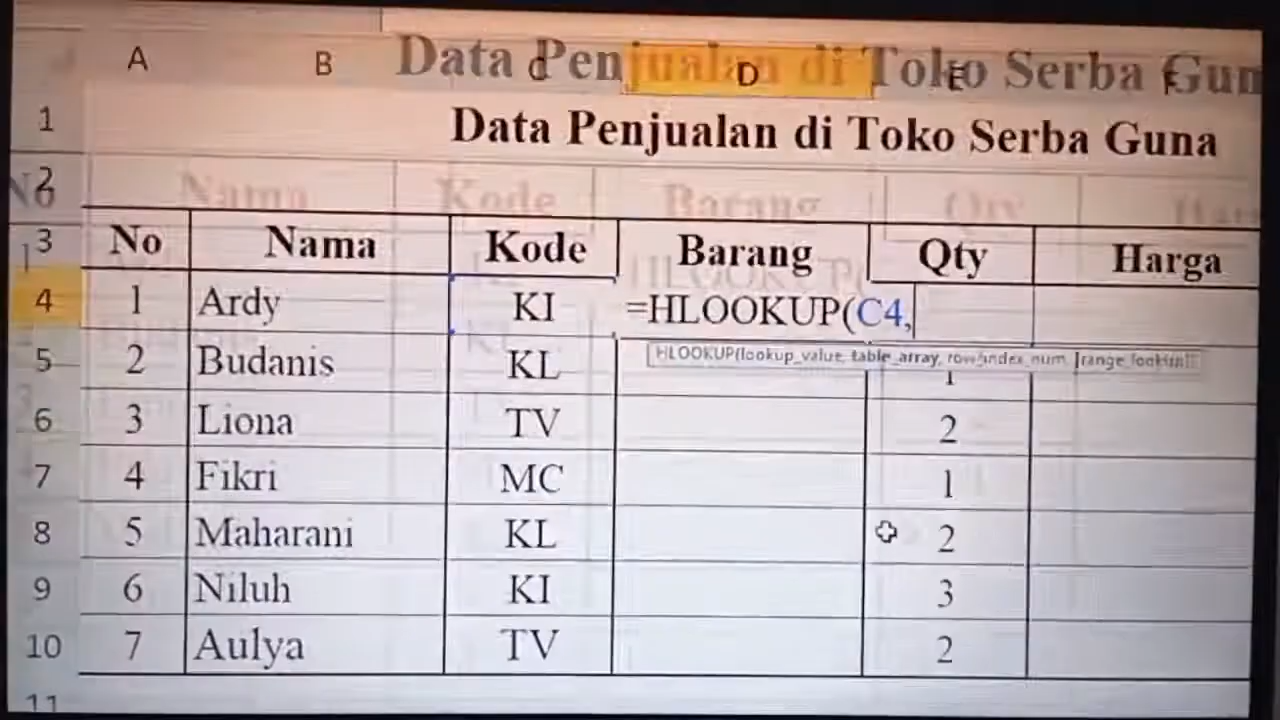 A B C D E F
Data Penjualan di Toko Serba Gun
1 Data Penjualan di Toko Serba Guna
2
No Nama Kode Barang Qty
3 No Nama Kode Barang Qty Harga
4 1 Ardy KI =HLOOKUP(C4,
HLOOKUP(lookup_value, table_array, row_index_num, [range_lookup])
5 2 Budanis KL 1
6 3 Liona TV 2
7 4 Fikri MC 1
8 5 Maharani KL 2
9 6 Niluh KI 3
10 7 Aulya TV 2
11